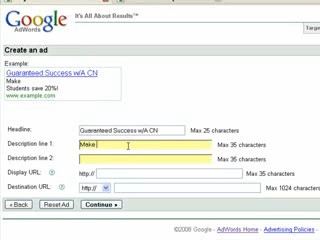 Google
AdWords
It's All About Results™
Create an ad
Example:
Guaranteed Success w/A CN
Make
Students save 20%!
www.example.com
Headline: Guaranteed Success w/A CN Max 25 characters
Description line 1: Make Max 35 characters
Description line 2: Max 35 characters
Display URL: ? http:// Max 35 characters
Destination URL: ? http:// Max 1024 characters
« Back Reset Ad Continue »
©2008 Google - AdWords Home - Advertising Policies -